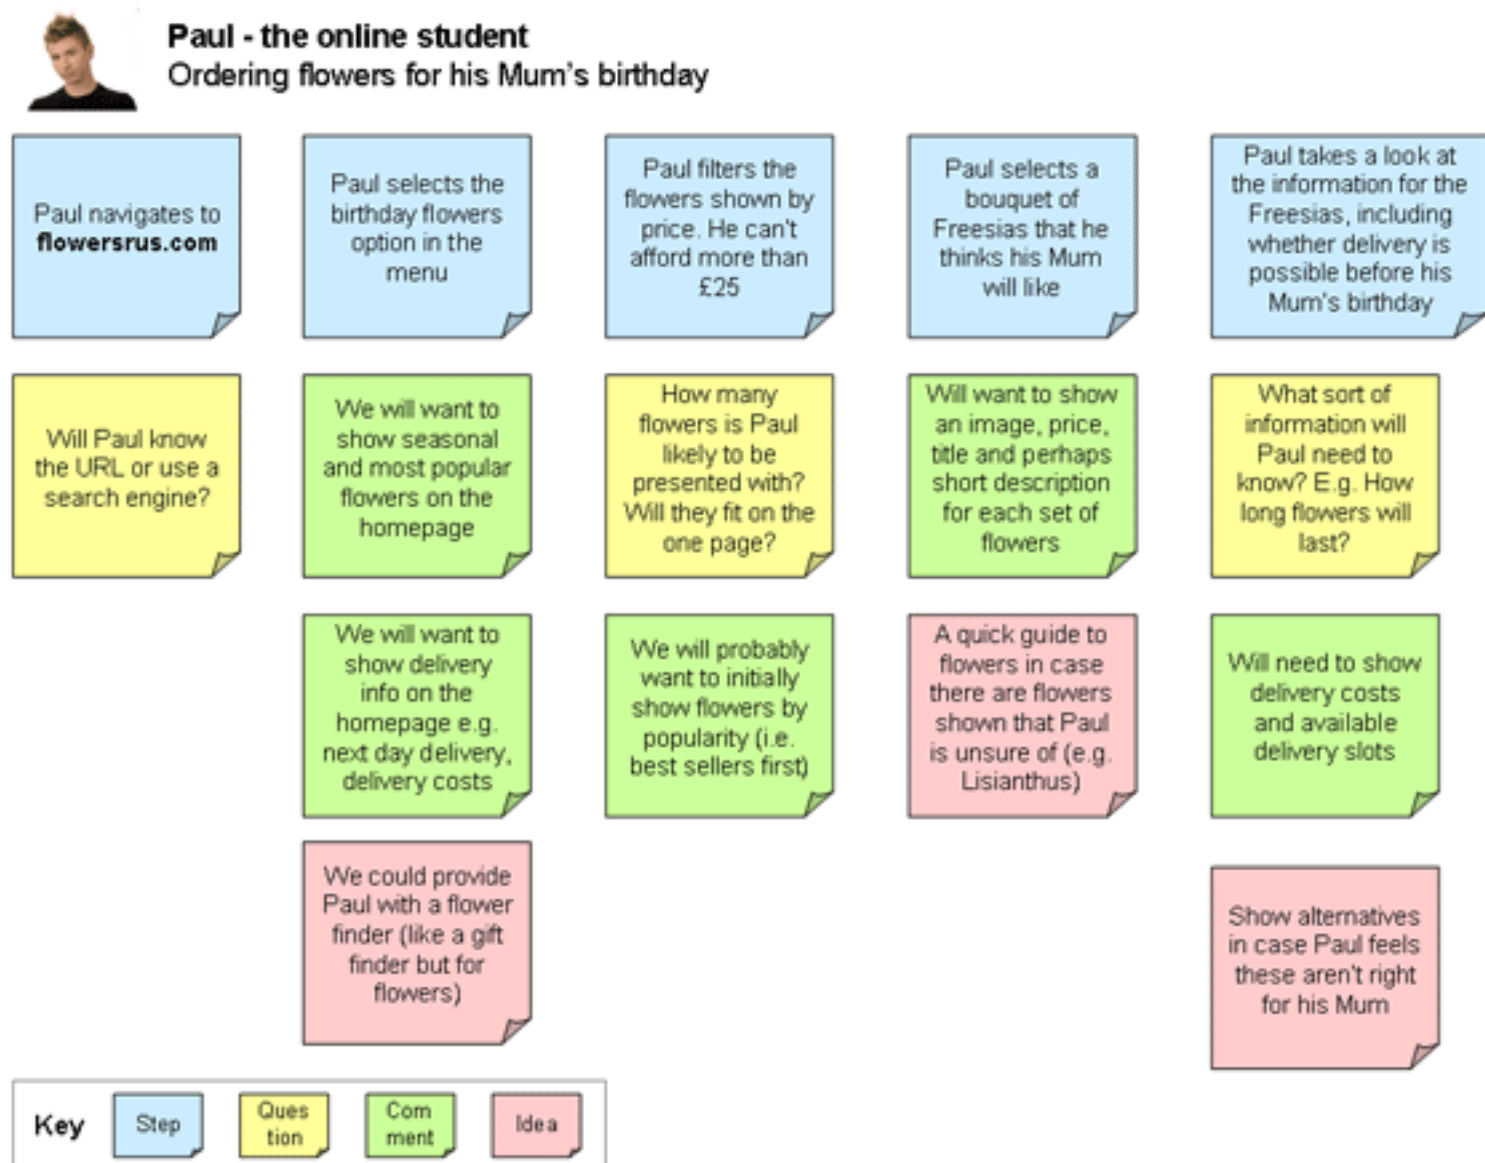 Paul - the online student
Ordering flowers for his Mum's birthday
Paul navigates to
flowersrus.com
Paul selects the
birthday flowers
option in the
menu
Paul filters the
flowers shown by
price. He can't
afford more than
£25
Paul selects a
bouquet of
Freesias that he
thinks his Mum
will like
Paul takes a look at
the information for the
Freesias, including
whether delivery is
possible before his
Mum's birthday
Will Paul know
the URL or use a
search engine?
We will want to
show seasonal
and most popular
flowers on the
homepage
How many
flowers is Paul
likely to be
presented with?
Will they fit on the
one page?
Will want to show
an image, price,
title and perhaps
short description
for each set of
flowers
What sort of
information will
Paul need to
know? E.g. How
long flowers will
last?
We will want to
show delivery
info on the
homepage e.g.
next day delivery,
delivery costs
We will probably
want to initially
show flowers by
popularity (i.e.
best sellers first)
A quick guide to
flowers in case
there are flowers
shown that Paul
is unsure of (e.g.
Lisianthus)
Will need to show
delivery costs
and available
delivery slots
We could provide
Paul with a flower
finder (like a gift
finder but for
flowers)
Show alternatives
in case Paul feels
these aren't right
for his Mum
Key
Step
Ques
tion
Com
ment
Idea